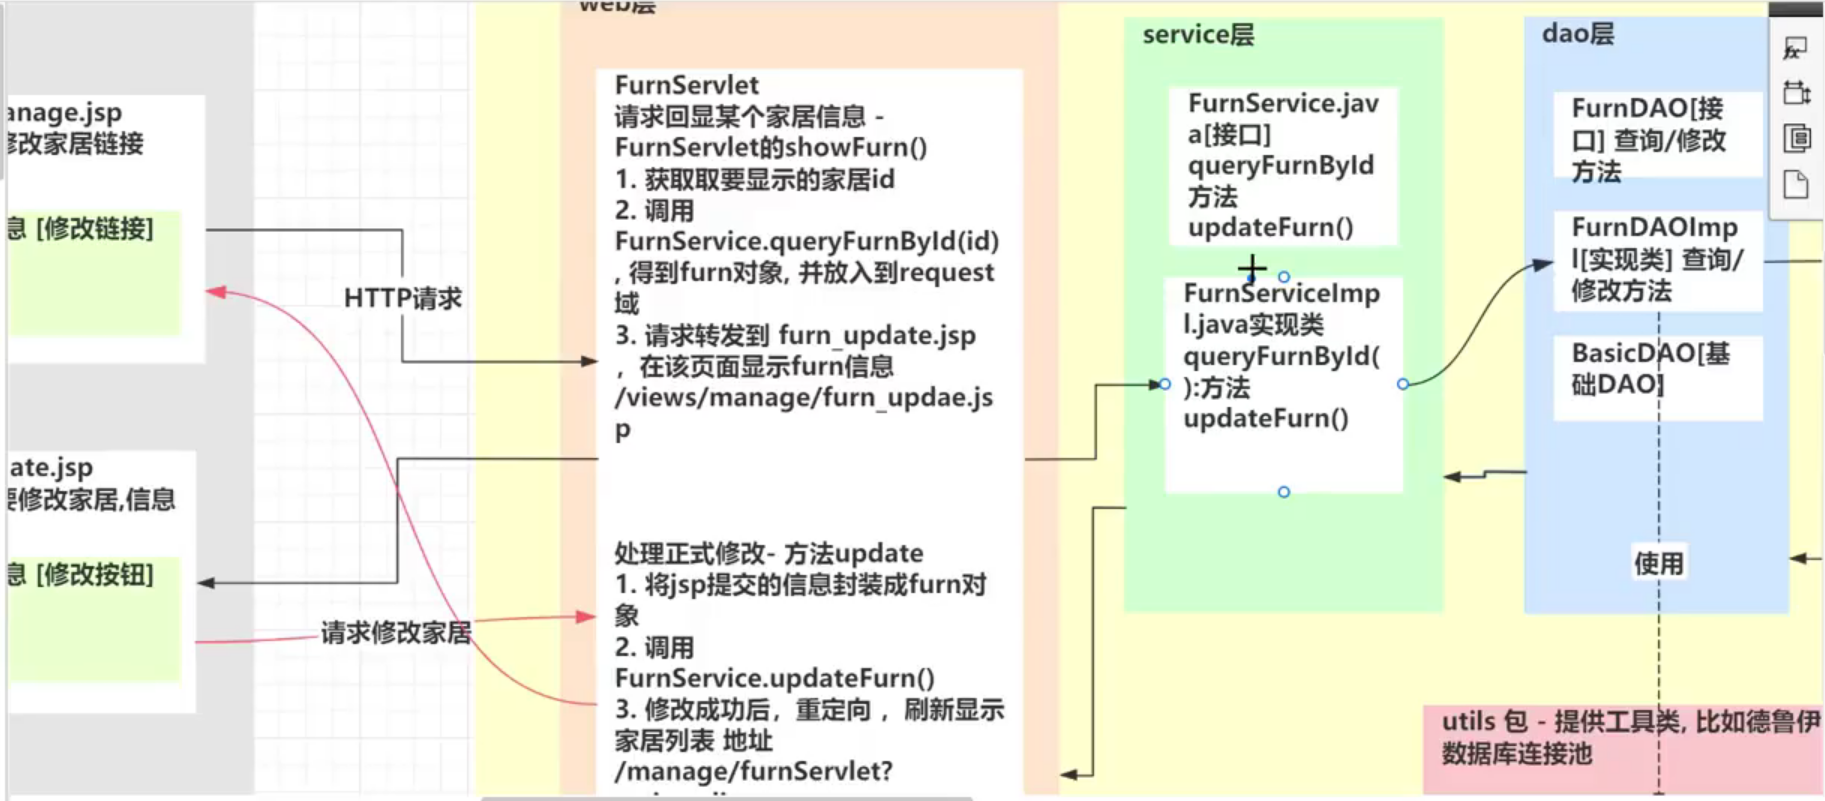 web层
anage.jsp
修改家居链接
息 [修改链接]
HTTP请求
ate.jsp
要修改家居,信息
息 [修改按钮]
请求修改家居
FurnServlet
请求回显某个家居信息 -
FurnServlet的showFurn()
1. 获取取要显示的家居id
2. 调用
FurnService.queryFurnById(id)
, 得到furn对象, 并放入到request
域
3. 请求转发到 furn_update.jsp
，在该页面显示furn信息
/views/manage/furn_updae.js
p
处理正式修改- 方法update
1. 将jsp提交的信息封装成furn对
象
2. 调用
FurnService.updateFurn()
3. 修改成功后，重定向 ，刷新显示
家居列表 地址
/manage/furnServlet?
service层
FurnService.jav
a[接口]
queryFurnById
方法
updateFurn()
FurnServiceImp
l.java实现类
queryFurnById(
):方法
updateFurn()
dao层
FurnDAO[接
口] 查询/修改
方法
FurnDAOImp
l[实现类] 查询/
修改方法
BasicDAO[基
础DAO]
使用
utils 包 - 提供工具类, 比如德鲁伊
数据库连接池